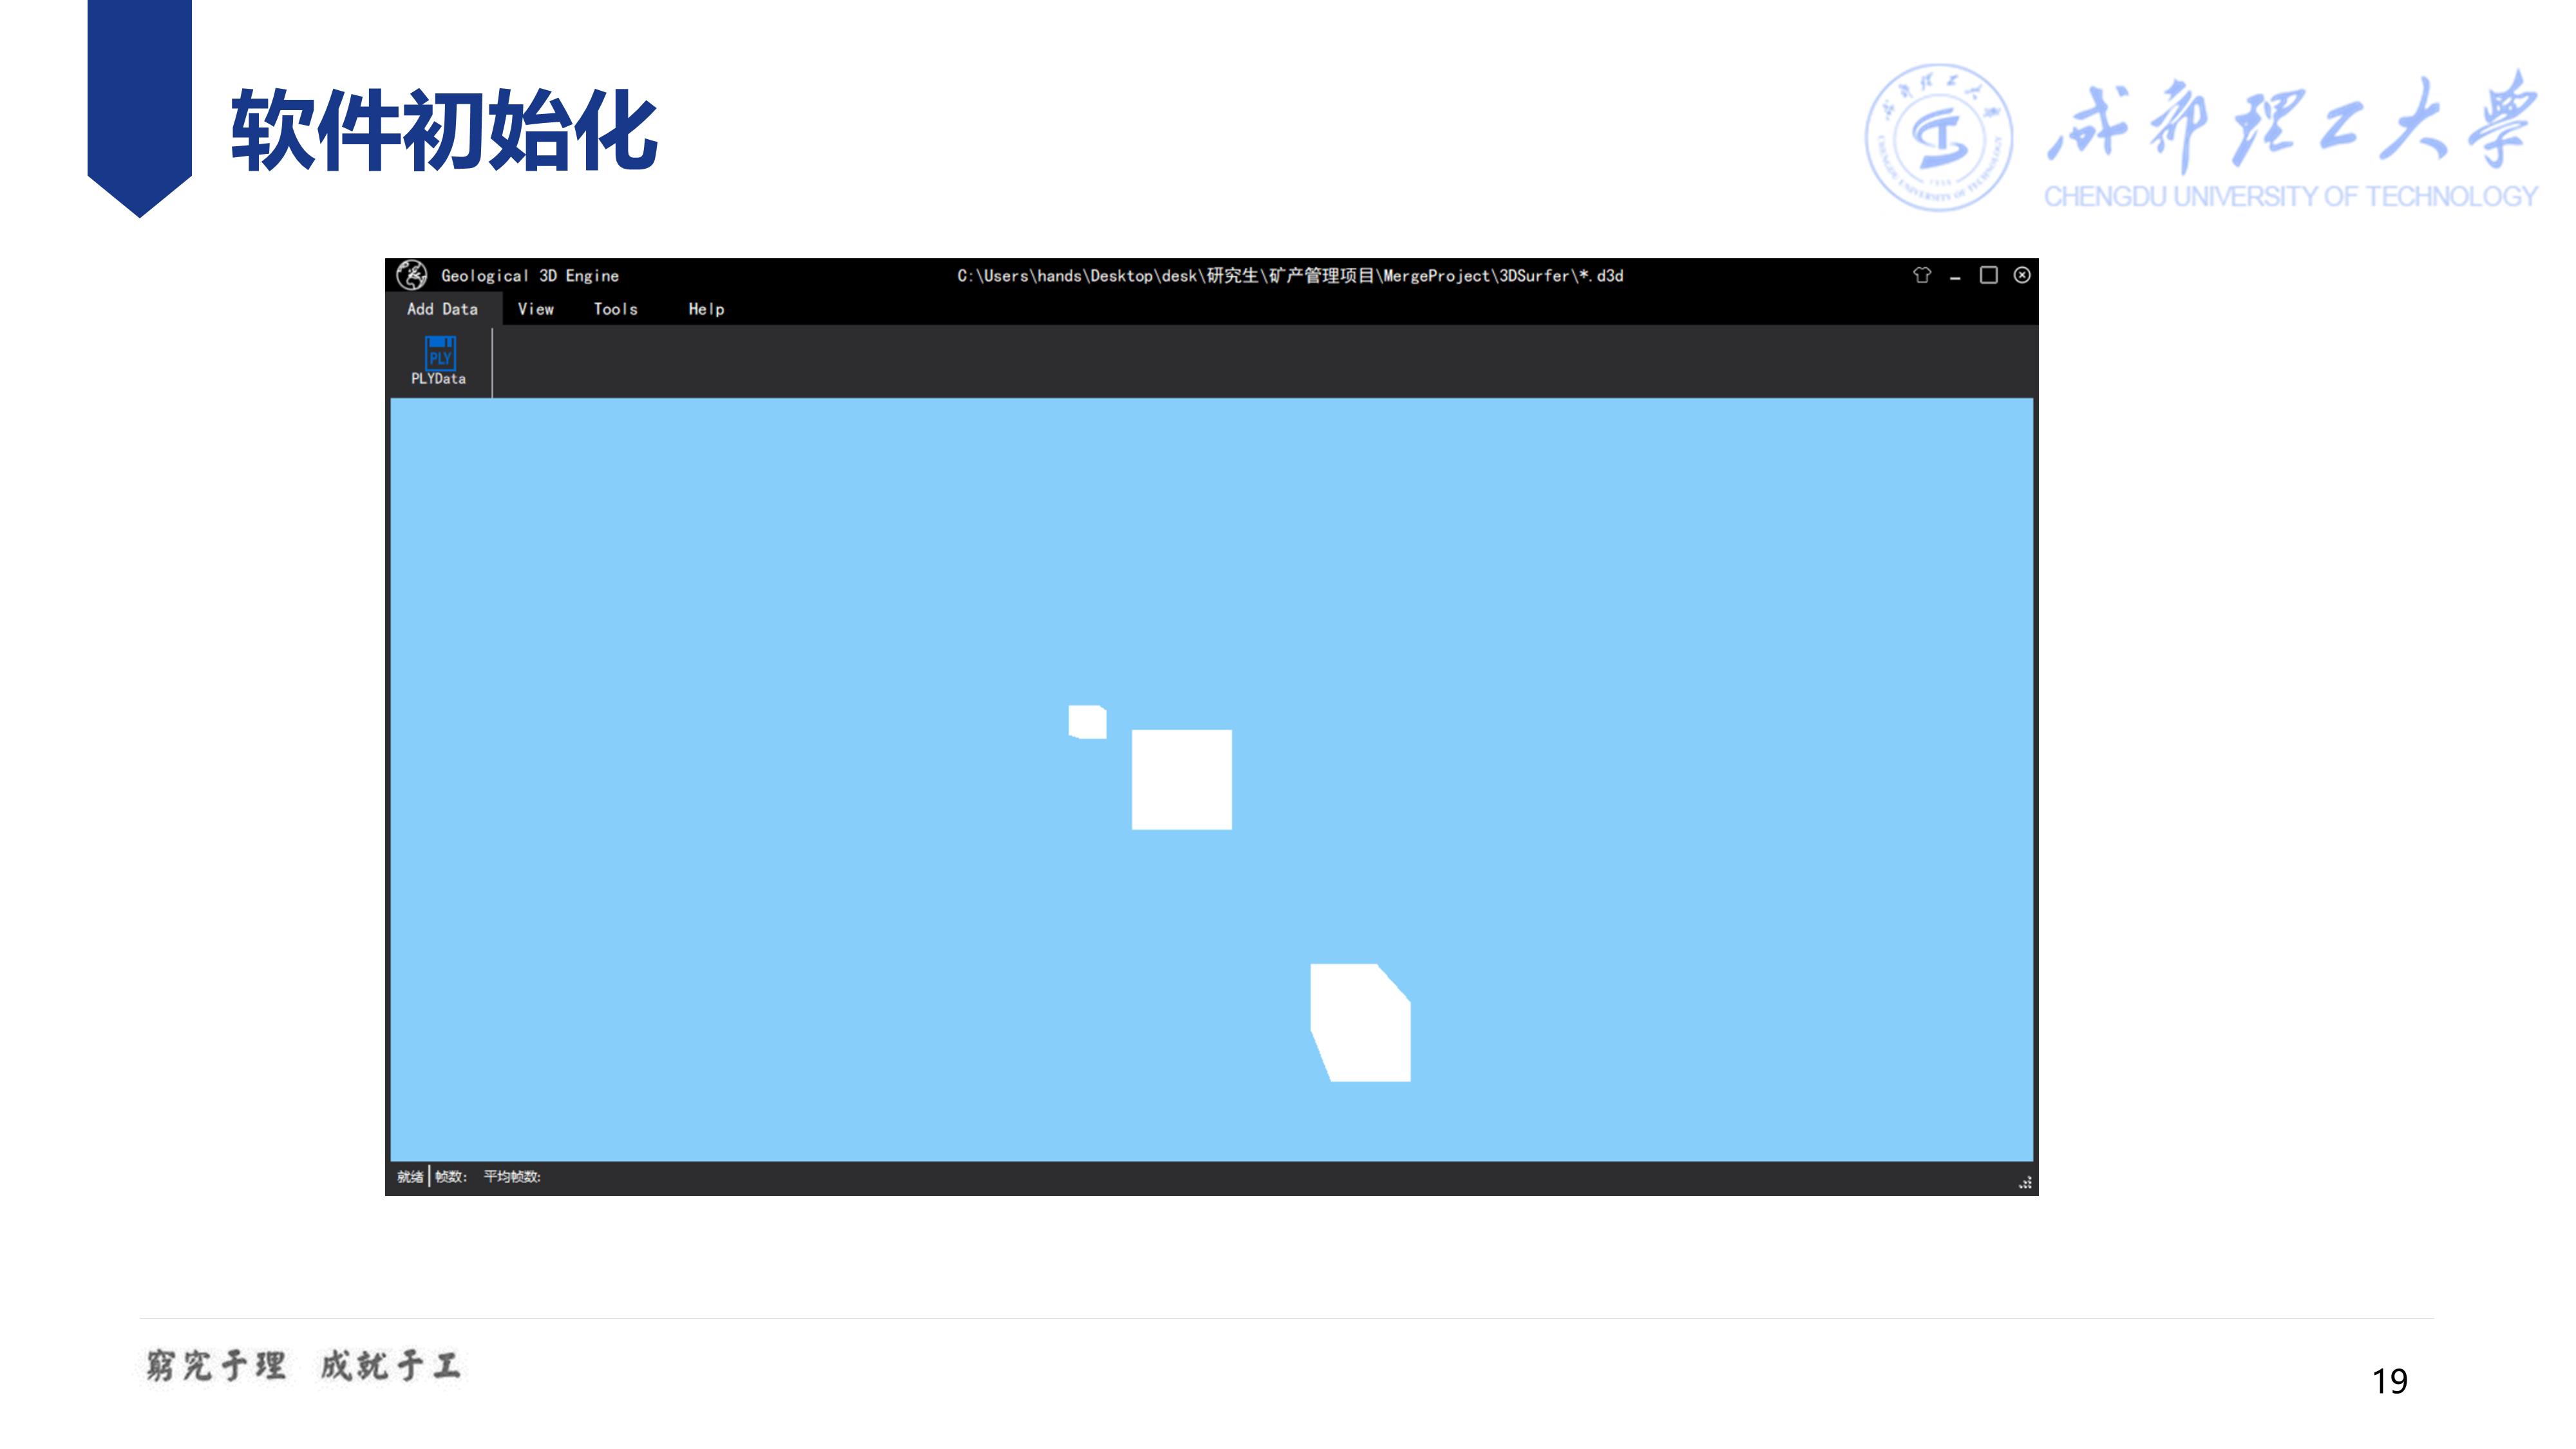 软件初始化
成都理工大学
CHENGDU UNIVERSITY OF TECHNOLOGY
Geological 3D Engine
C:\Users\hands\Desktop\desk\研究生\矿产管理项目\MergeProject\3DSurfer\*.d3d
Add Data View Tools Help
PLY
PLYData
就绪 帧数: 平均帧数:
窮究于理 成就于工
19